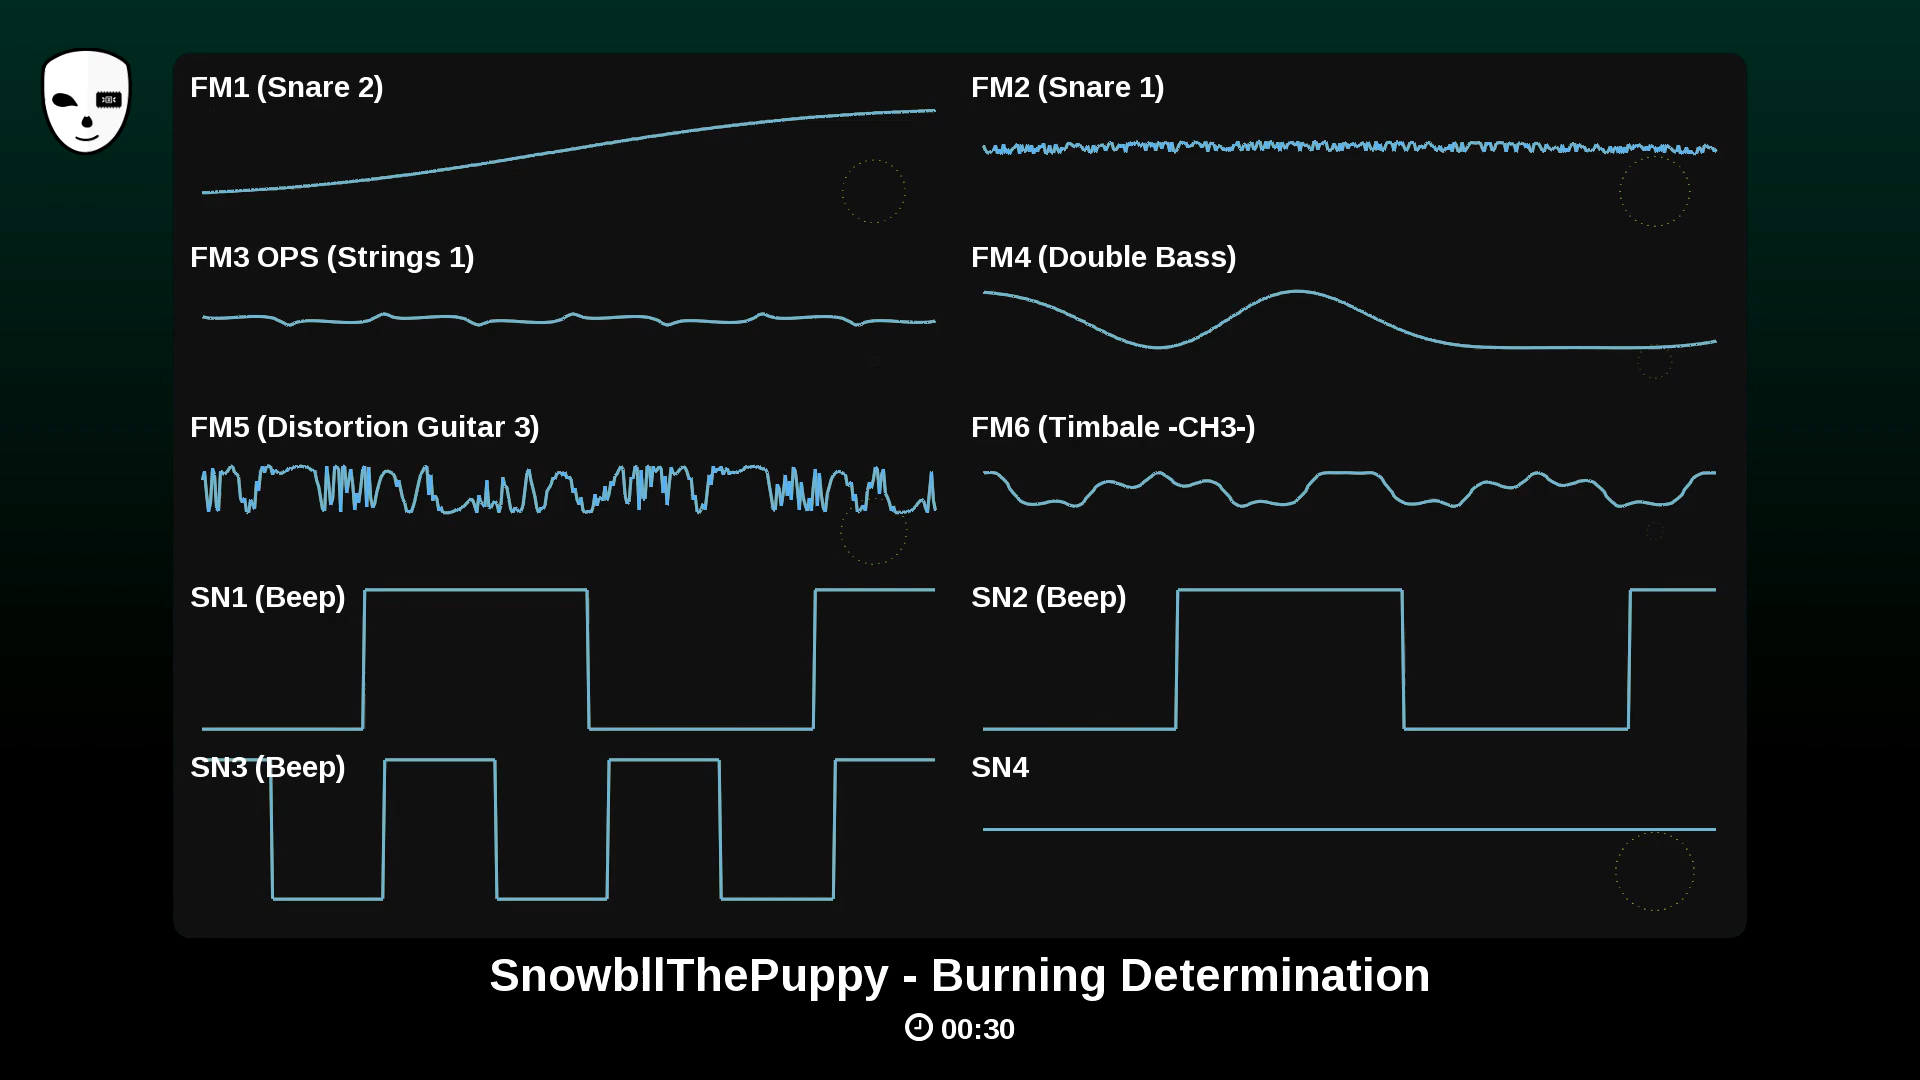 FM1 (Snare 2)
FM2 (Snare 1)
FM3 OPS (Strings 1)
FM4 (Double Bass)
FM5 (Distortion Guitar 3)
FM6 (Timbale -CH3-)
SN1 (Beep)
SN2 (Beep)
SN3 (Beep)
SN4
SnowbllThePuppy - Burning Determination
00:30